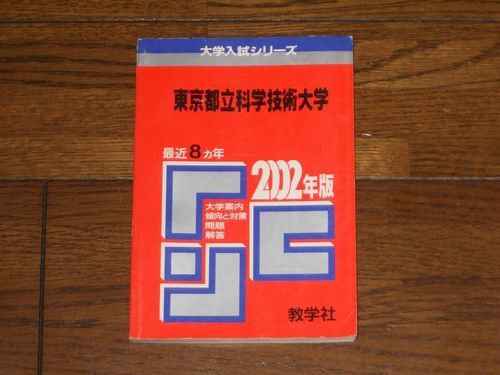 大学入試シリーズ
東京都立科学技術大学
最近8ヵ年
2002年版
大学案内
傾向と対策
問題
解答
教学社